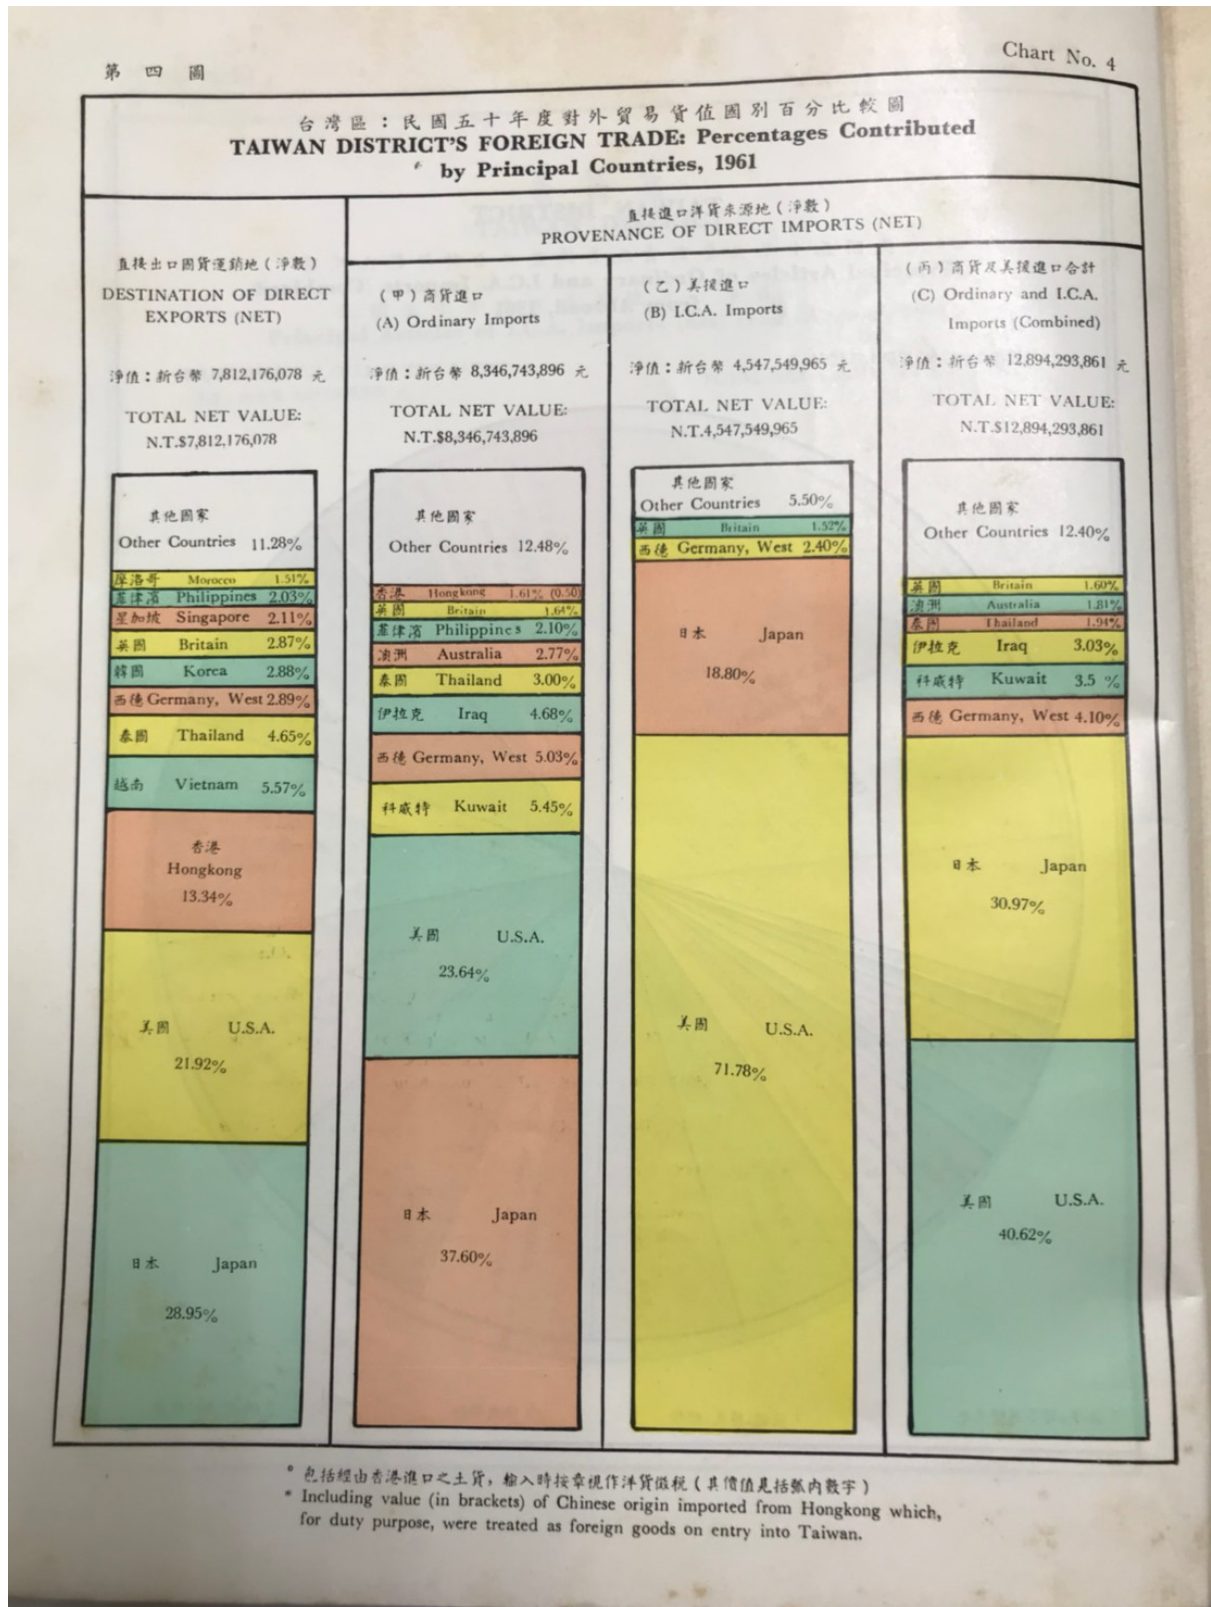 第四圖
Chart No. 4
台灣區：民國五十年度對外貿易貨值國別百分比較圖
TAIWAN DISTRICT'S FOREIGN TRADE: Percentages Contributed
by Principal Countries, 1961
直接出口國貨運銷地（淨數）
DESTINATION OF DIRECT
EXPORTS (NET)
淨值：新台幣 7,812,176,078 元
TOTAL NET VALUE:
N.T.$7,812,176,078
其他國家
Other Countries 11.28%
摩洛哥 Morocco 1.51%
菲律濱 Philippines 2.03%
星加坡 Singapore 2.11%
英國 Britain 2.87%
韓國 Korea 2.88%
西德 Germany, West 2.89%
泰國 Thailand 4.65%
越南 Vietnam 5.57%
香港
Hongkong
13.34%
美國 U.S.A.
21.92%
日本 Japan
28.95%
直接進口洋貨來源地（淨數）
PROVENANCE OF DIRECT IMPORTS (NET)
（甲）商貨進口
(A) Ordinary Imports
淨值：新台幣 8,346,743,896 元
TOTAL NET VALUE:
N.T.$8,346,743,896
其他國家
Other Countries 12.48%
香港 Hongkong 1.61% (0.50)
英國 Britain 1.64%
菲律濱 Philippines 2.10%
澳洲 Australia 2.77%
泰國 Thailand 3.00%
伊拉克 Iraq 4.68%
西德 Germany, West 5.03%
科威特 Kuwait 5.45%
美國 U.S.A.
23.64%
日本 Japan
37.60%
（乙）美援進口
(B) I.C.A. Imports
淨值：新台幣 4,547,549,965 元
TOTAL NET VALUE:
N.T.4,547,549,965
其他國家
Other Countries 5.50%
英國 Britain 1.52%
西德 Germany, West 2.40%
日本 Japan
18.80%
美國 U.S.A.
71.78%
（丙）商貨及美援進口合計
(C) Ordinary and I.C.A.
Imports (Combined)
淨值：新台幣 12,894,293,861 元
TOTAL NET VALUE:
N.T.$12,894,293,861
其他國家
Other Countries 12.40%
英國 Britain 1.60%
澳洲 Australia 1.81%
泰國 Thailand 1.94%
伊拉克 Iraq 3.03%
科威特 Kuwait 3.5 %
西德 Germany, West 4.10%
日本 Japan
30.97%
美國 U.S.A.
40.62%
* 包括經由香港進口之土貨，輸入時按章視作洋貨徵稅（其價值見括弧內數字）
* Including value (in brackets) of Chinese origin imported from Hongkong which,
for duty purpose, were treated as foreign goods on entry into Taiwan.